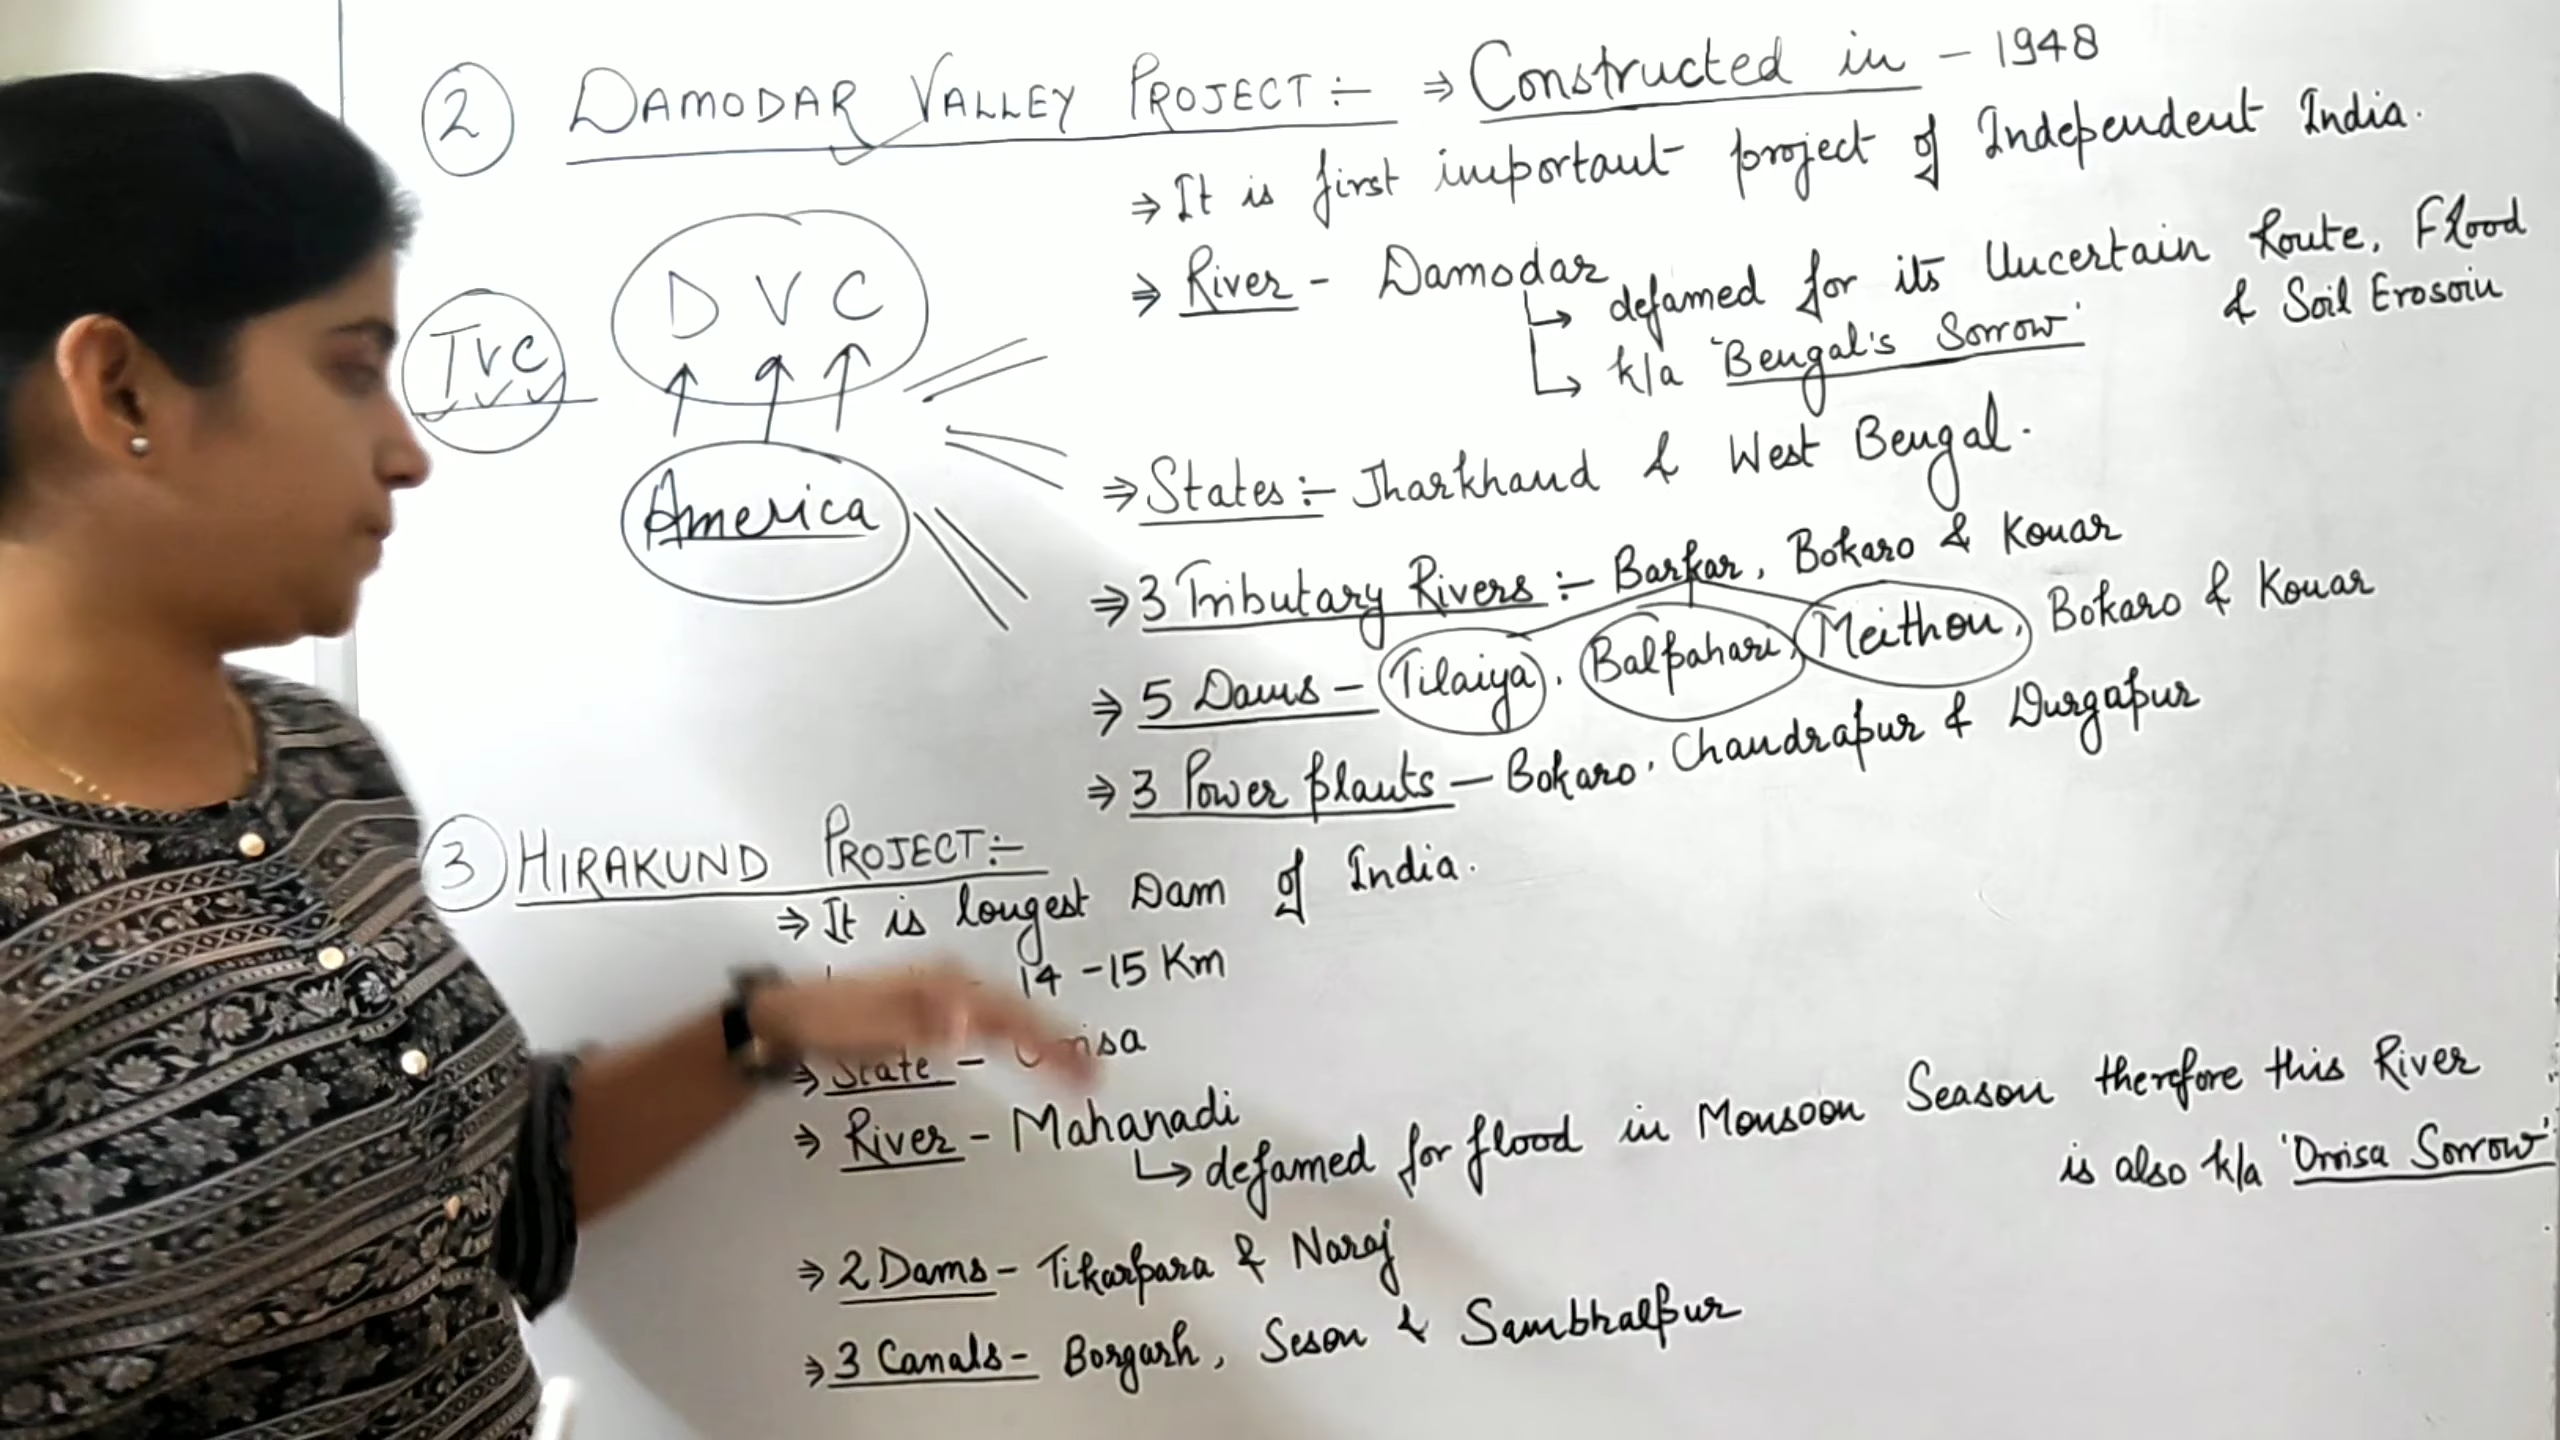 ② DAMODAR VALLEY PROJECT :- ⇒ Constructed in - 1948
⇒ It is first important project of Independent India.
⇒ River - Damodar
↳ defamed for its Uncertain Route, Flood
& Soil Erosoin
↳ k/a 'Bengal's Sorrow'
DVC
TVC
America
⇒ States :- Jharkhand & West Bengal.
⇒ 3 Tributary Rivers :- Barkar, Bokaro & Konar
⇒ 5 Dams - Tilaiya, Balpahari, Meithon, Bokaro & Konar
⇒ 3 Power plants - Bokaro, Chandrapur & Durgapur
③ HIRAKUND PROJECT :-
⇒ It is longest Dam of India.
14 - 15 Km
⇒ State - Orrisa
⇒ River - Mahanadi
↳ defamed for flood in Monsoon Season therefore this River
is also k/a 'Orrisa Sorrow'
⇒ 2 Dams - Tikarpara & Naraj
⇒ 3 Canals - Borgarh, Seson & Sambhalpur